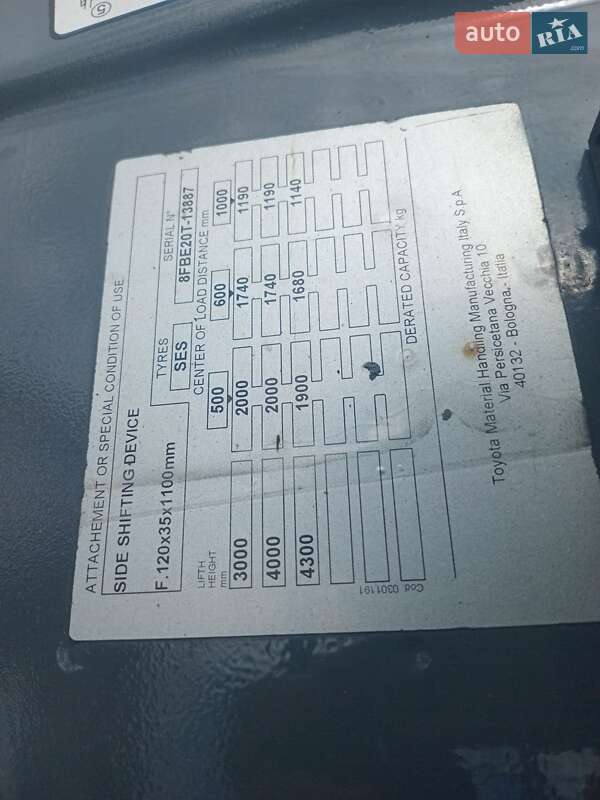 auto RIA
.com
ATTACHEMENT OR SPECIAL CONDITION OF USE
SIDE SHIFTING DEVICE
F.120x35x1100mm
TYRES
SES
SERIAL N°
8FBE20T-13887
LIFTH
HEIGHT
mm
CENTER OF LOAD DISTANCE mm
500 600 1000
3000 2000 1740 1190
4000 2000 1740 1190
4300 1900 1680 1140
DERATED CAPACITY kg
Cod. 0301191
Toyota Material Handling Manufacturing Italy S.p.A
Via Persicetana Vecchia 10
40132 - Bologna - Italia